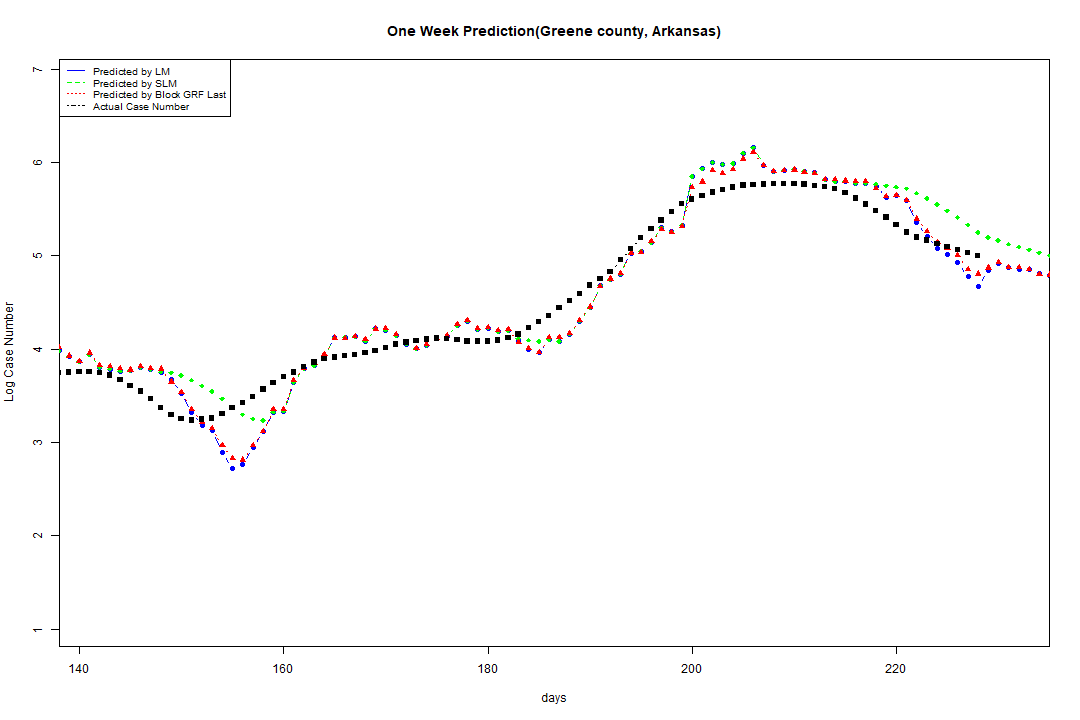 One Week Prediction(Greene county, Arkansas)
Predicted by LM
Predicted by SLM
Predicted by Block GRF Last
Actual Case Number
7
6
5
4
3
2
1
Log Case Number
140 160 180 200 220
days